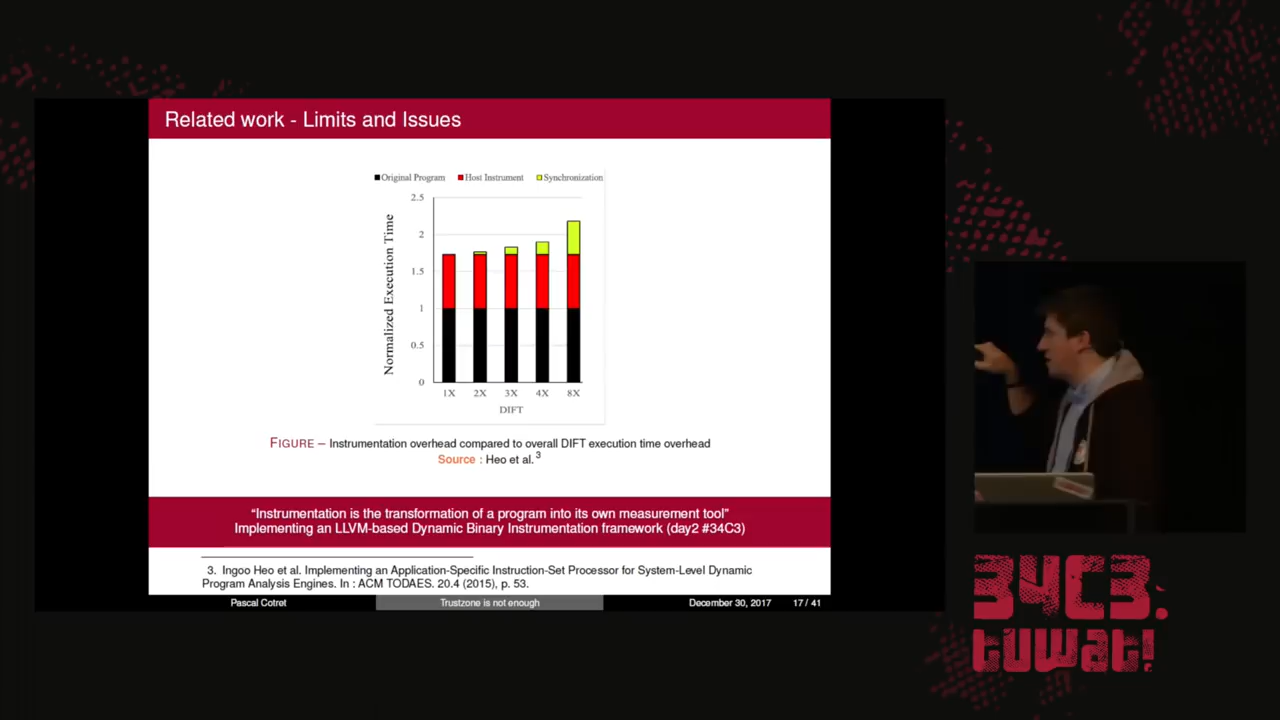 Related work - Limits and Issues
Original Program Host Instrument Synchronization
Normalized Execution Time
2.5
2
1.5
1
0.5
0
1X 2X 3X 4X 8X
DIFT
FIGURE – Instrumentation overhead compared to overall DIFT execution time overhead
Source : Heo et al. 3
“Instrumentation is the transformation of a program into its own measurement tool”
Implementing an LLVM-based Dynamic Binary Instrumentation framework (day2 #34C3)
3. Ingoo Heo et al. Implementing an Application-Specific Instruction-Set Processor for System-Level Dynamic
Program Analysis Engines. In : ACM TODAES. 20.4 (2015), p. 53.
Pascal Cotret Trustzone is not enough December 30, 2017 17 / 41
34C3.
tuwat!